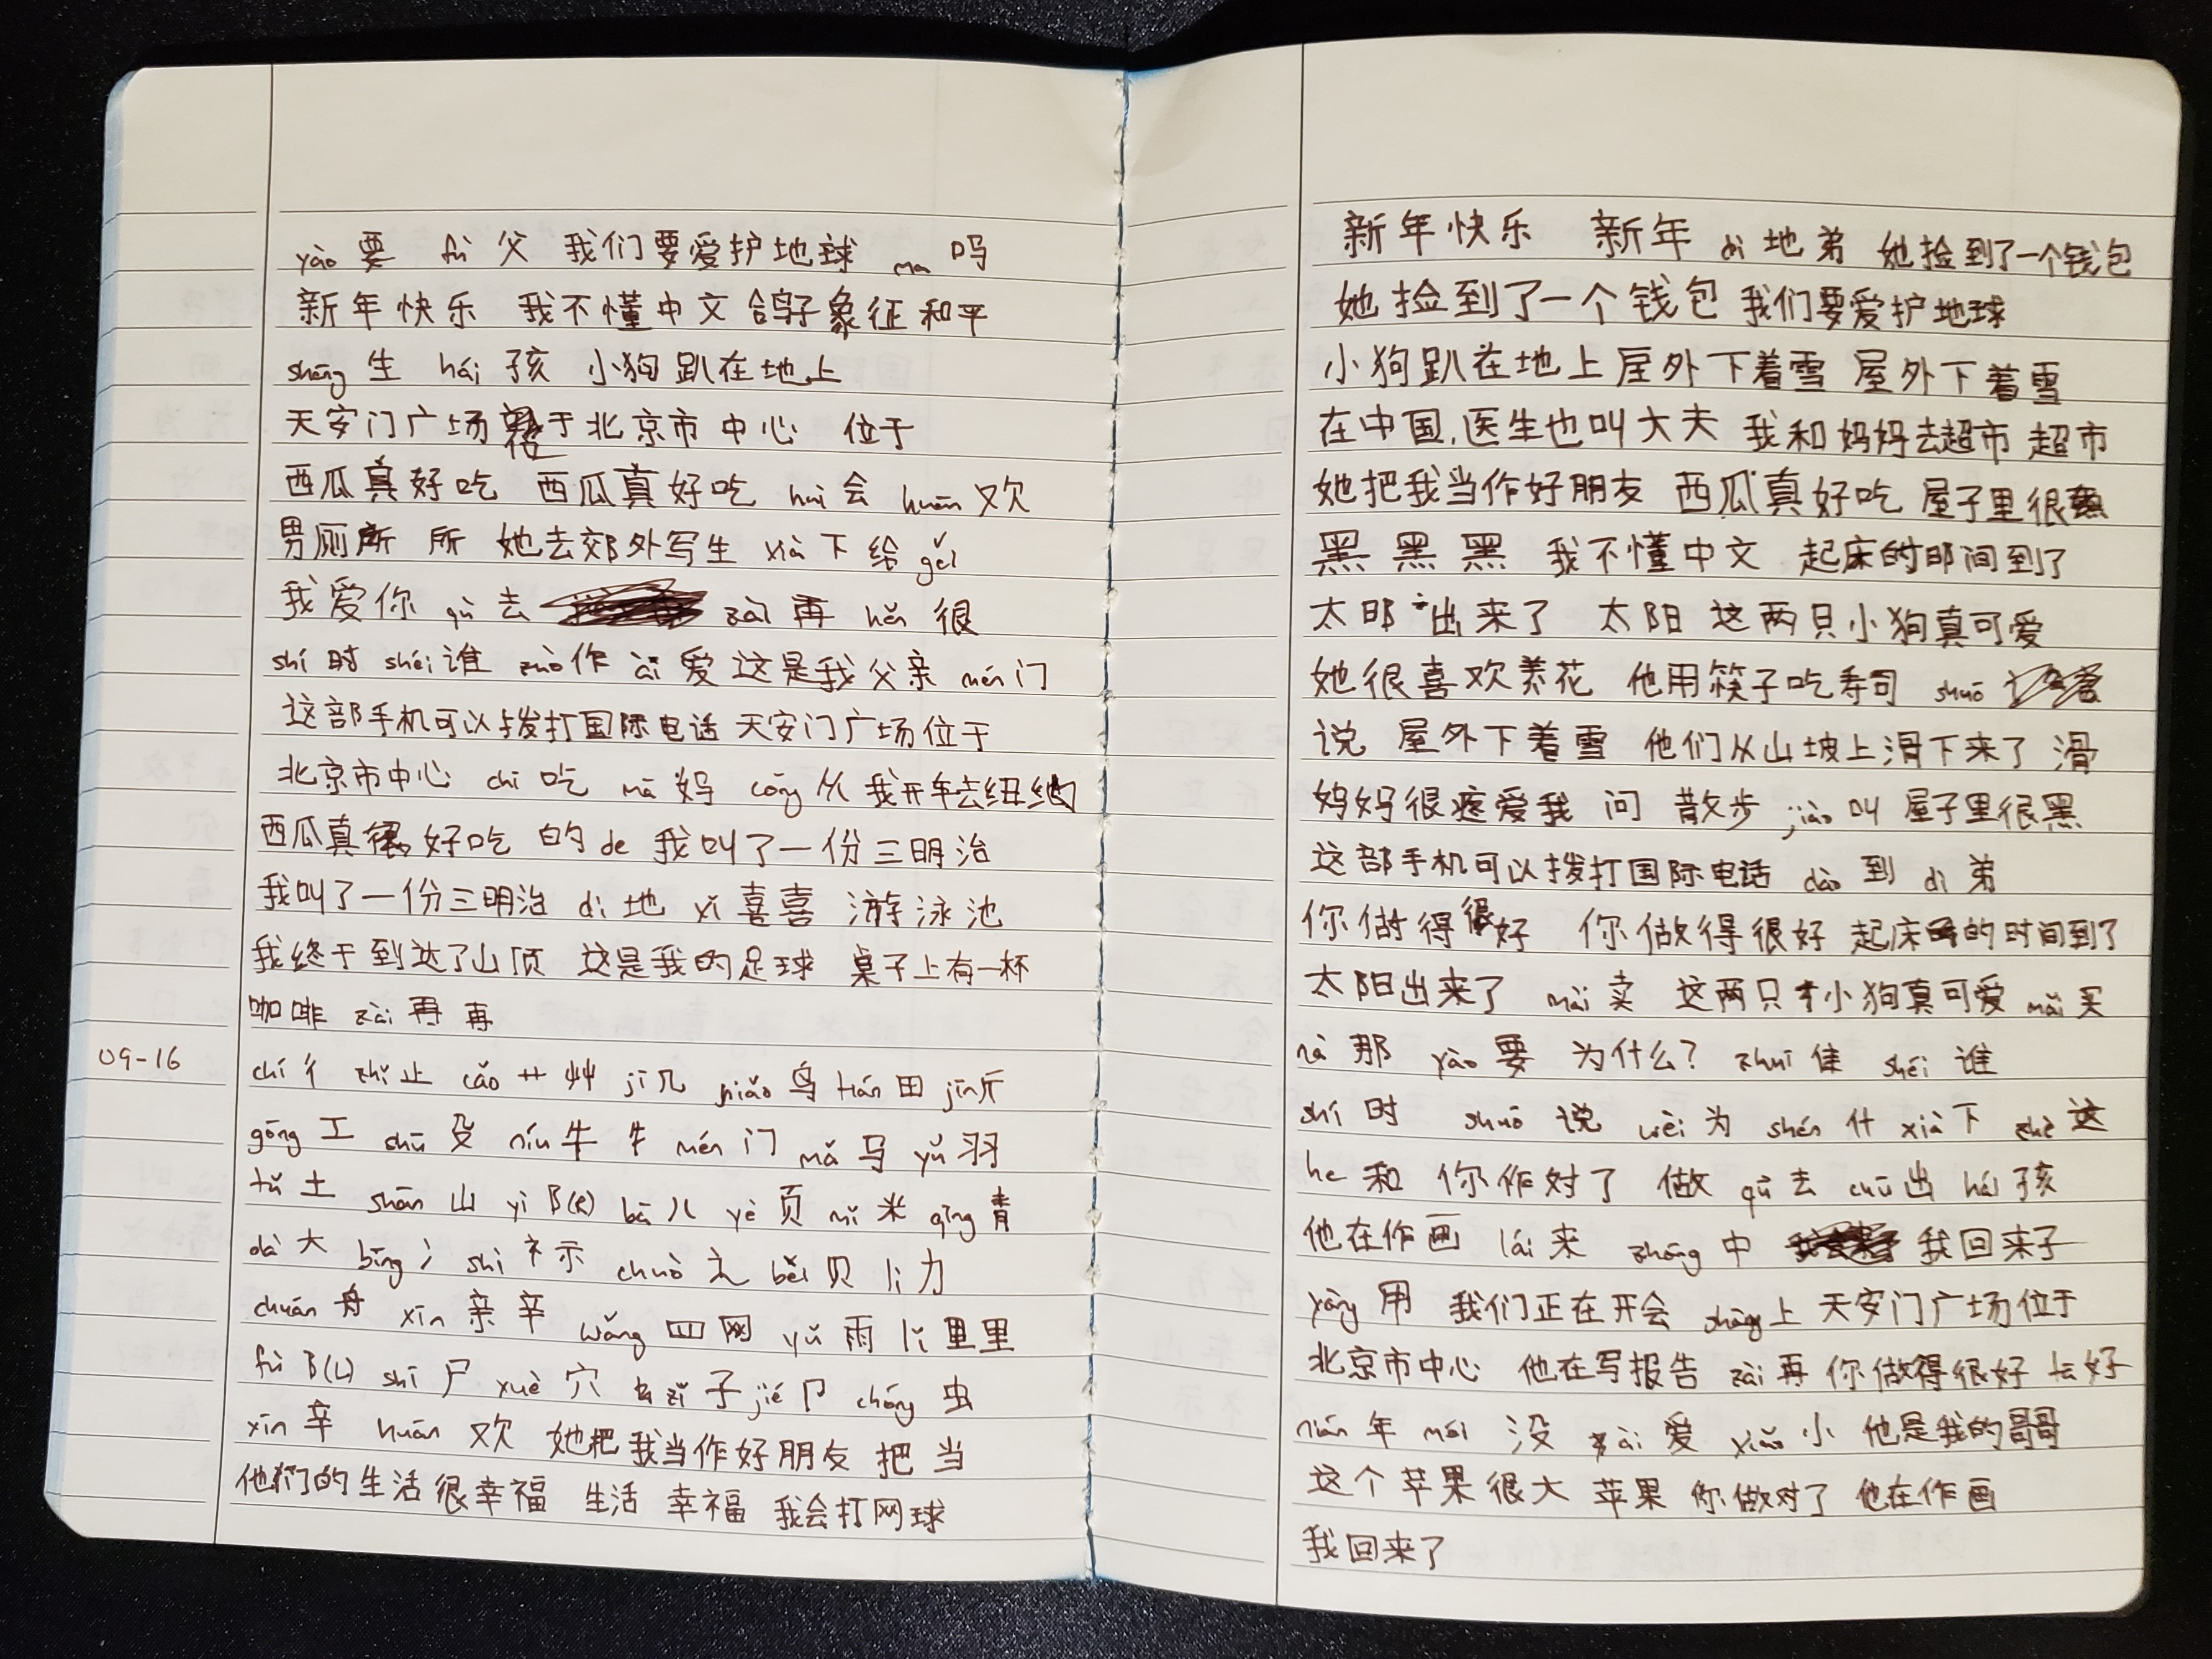 yào 要 fù 父 我们要爱护地球 ma 吗
新年快乐 我不懂中文 鸽子象征和平
shēng 生 hái 孩 小狗趴在地上
天安门广场位于北京市中心 位于
西瓜真好吃 西瓜真好吃 huì 会 huān 欢
男厕所 所 她去郊外写生 xià 下 给 gěi
我爱你 qù 去 zài 再 hěn 很
shí 时 shéi 谁 zuò 作 ài 爱 这是我父亲 mén 门
这部手机可以拨打国际电话 天安门广场位于
北京市中心 chī 吃 mā 妈 cóng 从 我开车去纽约
西瓜真很好吃 的 de 我叫了一份三明治
我叫了一份三明治 dì 地 xǐ 喜喜 游泳池
我终于到达了山顶 这是我的足球 桌子上有一杯
咖啡 zài 再 再
09-16
chí 彳 zhǐ 止 cǎo 艹 艸 jī 几 niǎo 鸟 tián 田 jīn 斤
gōng 工 shū 殳 níu 牛 牜 mén 门 mǎ 马 yǔ 羽
tǔ 土 shān 山 yì 阝(R) bā 八 yè 页 mǐ 米 qīng 青
dà 大 bīng 冫 shì 礻示 chuò 辶 bèi 贝 lì 力
chuán 舟 xīn 亲 辛 wǎng 罒 网 yǔ 雨 lǐ 里里
fù 阝(L) shī 尸 xuè 穴 zǐ 子 jié 卩 chóng 虫
xīn 辛 huān 欢 她把我当作好朋友 把 当
他们的生活很幸福 生活 幸福 我会打网球
新年快乐 新年 dì 地 弟 她捡到了一个钱包
她捡到了一个钱包 我们要爱护地球
小狗趴在地上 屋外下着雪 屋外下着雪
在中国,医生也叫大夫 我和妈妈去超市 超市
她把我当作好朋友 西瓜真好吃 屋子里很黑
黑 黑 黑 我不懂中文 起床的时间到了
太阳出来了 太阳 这两只小狗真可爱
她很喜欢养花 他用筷子吃寿司 shuō
说 屋外下着雪 他们从山坡上滑下来了 滑
妈妈很疼爱我 问 散步 jiào 叫 屋子里很黑
这部手机可以拨打国际电话 dào 到 dì 弟
你做得很好 你做得很好 起床的时间到了
太阳出来了 mài 卖 这两只小狗真可爱 mǎi 买
nà 那 yào 要 为什么? zhuī 隹 shéi 谁
shí 时 shuō 说 wèi 为 shén 什 xià 下 zhè 这
he 和 你作对了 做 qù 去 chū 出 hái 孩
他在作画 lái 来 zhōng 中 我回来了
yòng 用 我们正在开会 shàng 上 天安门广场位于
北京市中心 他在写报告 zài 再 你做得很好 长 好
nián 年 méi 没 ài 爱 xiǎo 小 他是我的哥哥
这个苹果很大 苹果 你做对了 他在作画
我回来了